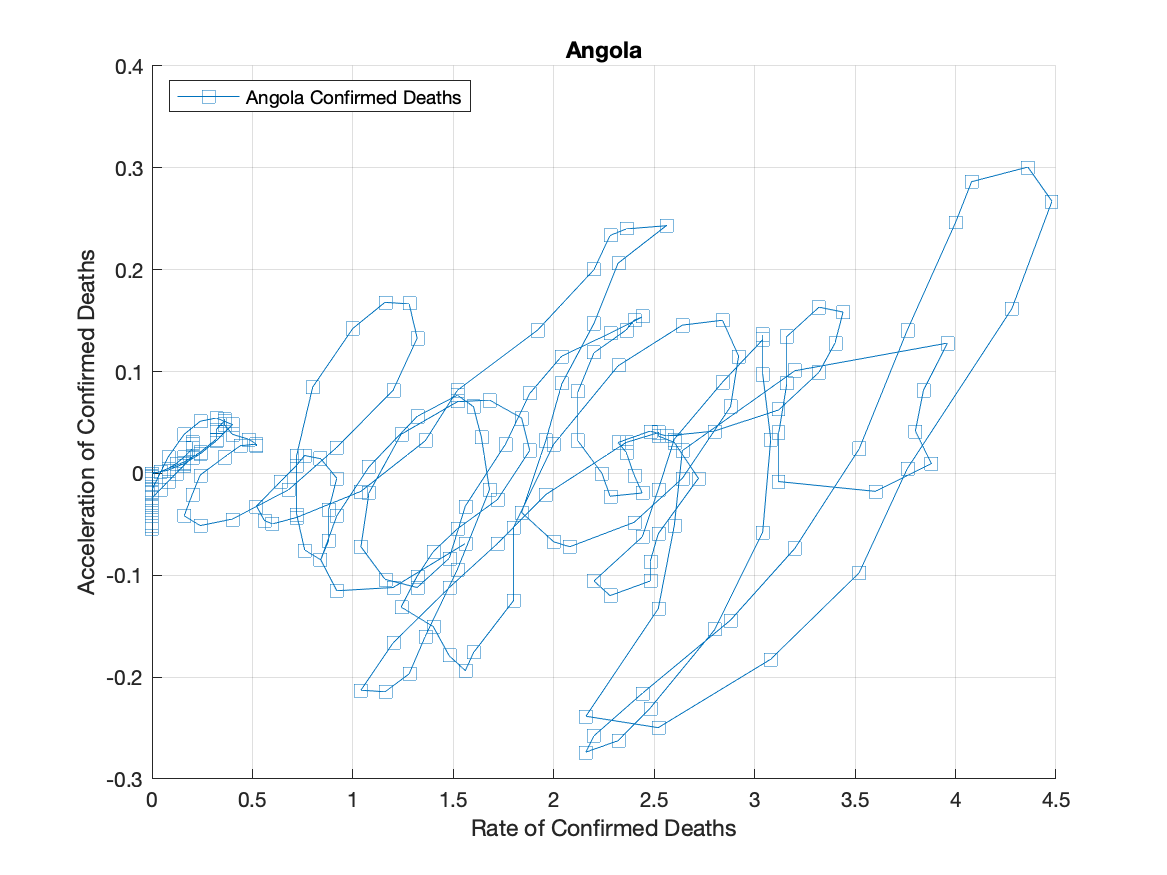 Angola
0.4
Angola Confirmed Deaths
0.3
0.2
0.1
0
-0.1
-0.2
-0.3
Acceleration of Confirmed Deaths
0 0.5 1 1.5 2 2.5 3 3.5 4 4.5
Rate of Confirmed Deaths